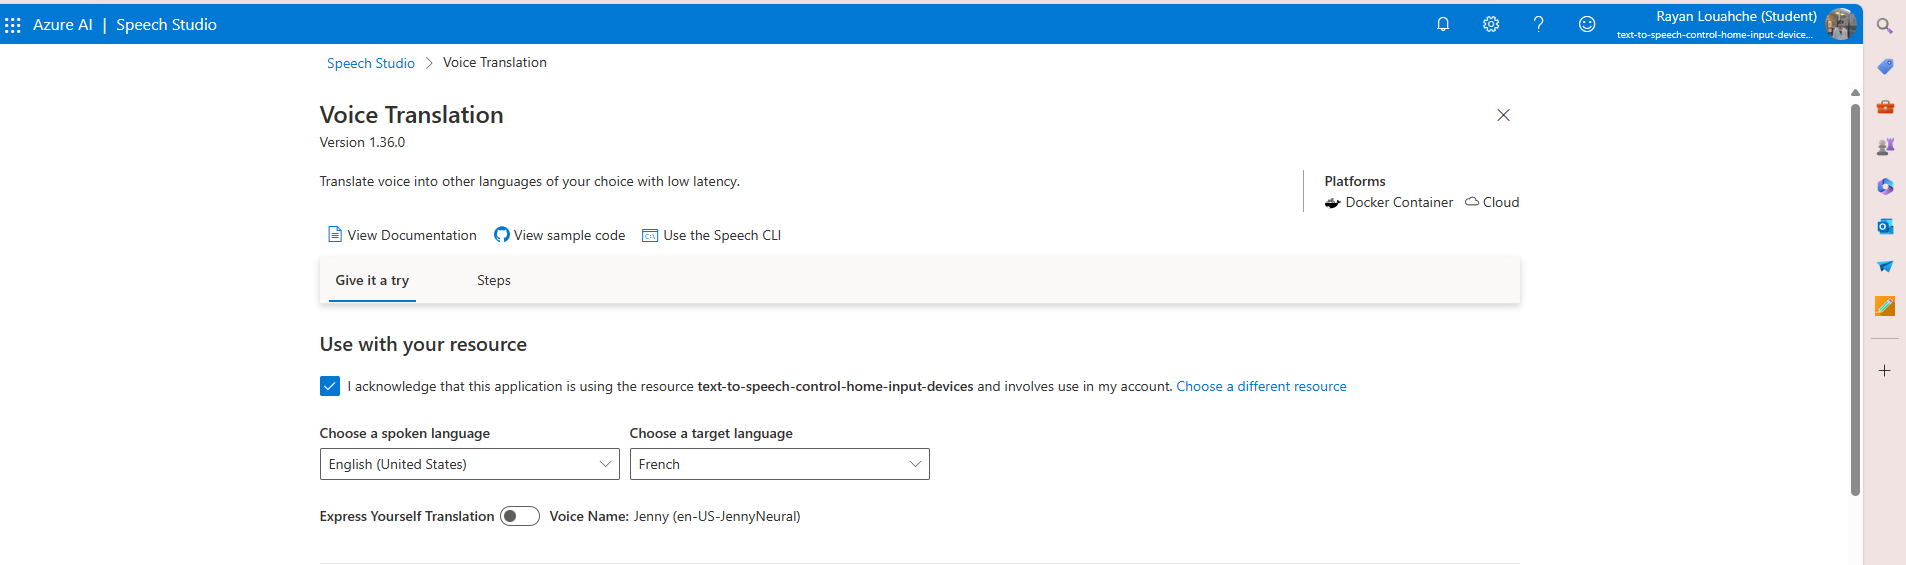 Azure AI | Speech Studio
Rayan Louahche (Student)
text-to-speech-control-home-input-device...
Speech Studio > Voice Translation
Voice Translation
Version 1.36.0
Translate voice into other languages of your choice with low latency.
Platforms
Docker Container Cloud
View Documentation View sample code Use the Speech CLI
Give it a try Steps
Use with your resource
I acknowledge that this application is using the resource text-to-speech-control-home-input-devices and involves use in my account. Choose a different resource
Choose a spoken language Choose a target language
English (United States) French
Express Yourself Translation Voice Name: Jenny (en-US-JennyNeural)